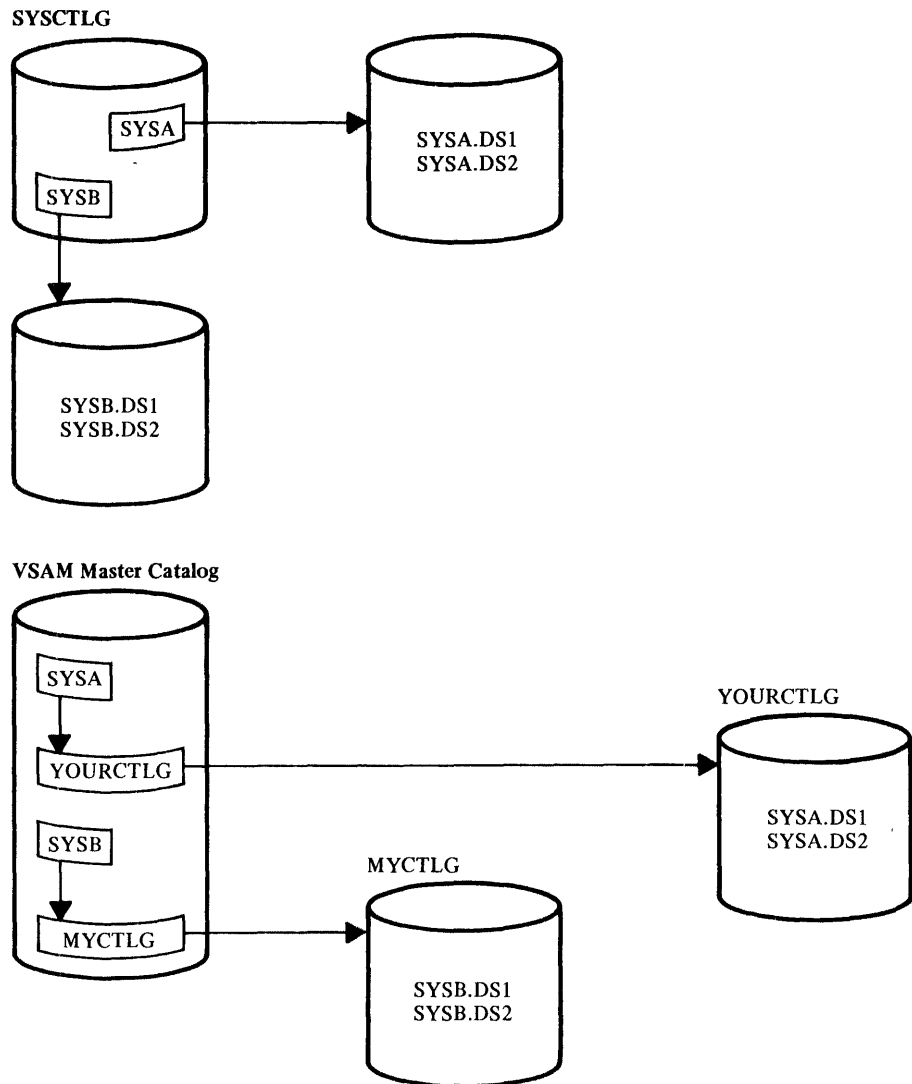 SYSCTLG
SYSA
SYSA.DS1
SYSA.DS2
SYSB
SYSB.DS1
SYSB.DS2
VSAM Master Catalog
SYSA
YOURCTLG
YOURCTLG
SYSA.DS1
SYSA.DS2
SYSB
MYCTLG
MYCTLG
SYSB.DS1
SYSB.DS2